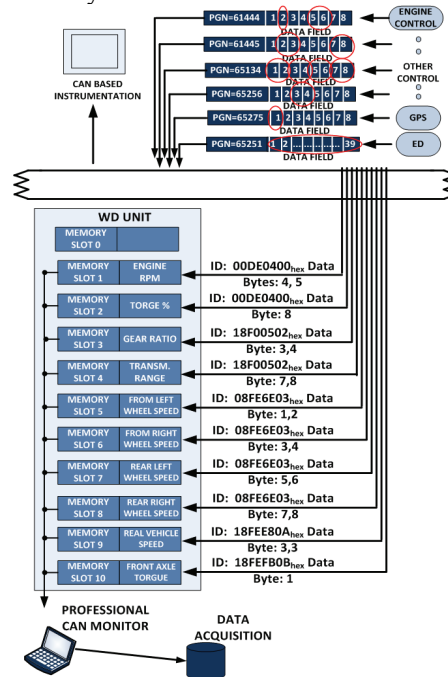 PGN=61444 1 2 3 4 5 6 7 8
DATA FIELD
ENGINE
CONTROL
PGN=61445 1 2 3 4 5 6 7 8
DATA FIELD
PGN=65134 1 2 3 4 5 6 7 8
DATA FIELD
OTHER
CONTROL
PGN=65256 1 2 3 4 5 6 7 8
DATA FIELD
PGN=65275 1 2 3 4 5 6 7 8
DATA FIELD
GPS
PGN=65251 1 2 ................ 39
DATA FIELD
ED
CAN BASED
INSTRUMENTATION
WD UNIT
MEMORY
SLOT 0
MEMORY
SLOT 1
ENGINE
RPM
ID: 00DE0400hex Data
Bytes: 4, 5
MEMORY
SLOT 2
TORGE %
ID: 00DE0400hex Data
Byte: 8
MEMORY
SLOT 3
GEAR RATIO
ID: 18F00502hex Data
Byte: 3,4
MEMORY
SLOT 4
TRANSM.
RANGE
ID: 18F00502hex Data
Byte: 7,8
MEMORY
SLOT 5
FROM LEFT
WHEEL SPEED
ID: 08FE6E03hex Data
Byte: 1,2
MEMORY
SLOT 6
FROM RIGHT
WHEEL SPEED
ID: 08FE6E03hex Data
Byte: 3,4
MEMORY
SLOT 7
REAR LEFT
WHEEL SPEED
ID: 08FE6E03hex Data
Byte: 5,6
MEMORY
SLOT 8
REAR RIGHT
WHEEL SPEED
ID: 08FE6E03hex Data
Byte: 7,8
MEMORY
SLOT 9
REAL VEHICLE
SPEED
ID: 18FEE80Ahex Data
Byte: 3,3
MEMORY
SLOT 10
FRONT AXLE
TORGUE
ID: 18FEFB0Bhex Data
Byte: 1
PROFESSIONAL
CAN MONITOR
DATA
ACQUISITION